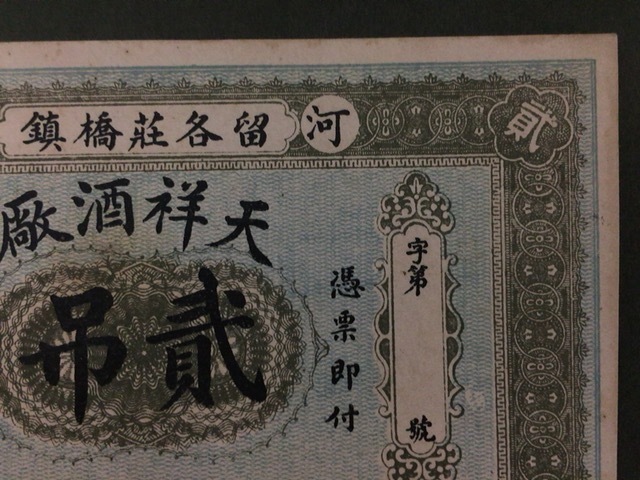 貳
河留各莊橋鎮
天祥酒廠
字第 號
憑票即付
貳吊